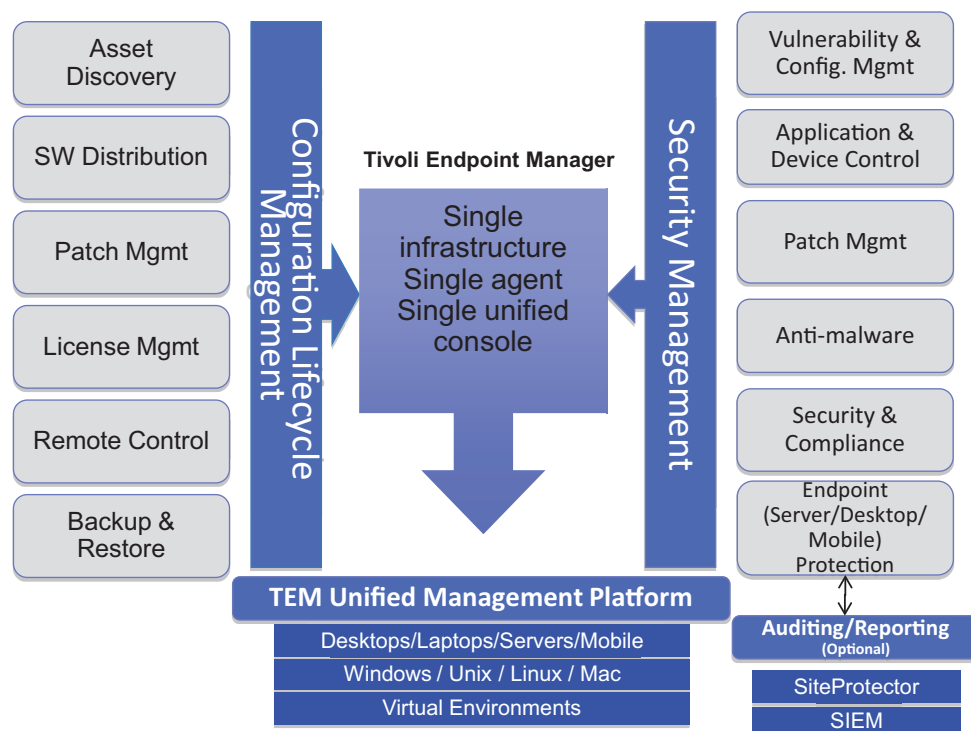 Asset
Discovery
SW Distribution
Patch Mgmt
License Mgmt
Remote Control
Backup &
Restore
Configuration Lifecycle
Management
Tivoli Endpoint Manager
Single
infrastructure
Single agent
Single unified
console
Security Management
Vulnerability &
Config. Mgmt
Application &
Device Control
Patch Mgmt
Anti-malware
Security &
Compliance
Endpoint
(Server/Desktop/
Mobile)
Protection
TEM Unified Management Platform
Desktops/Laptops/Servers/Mobile
Windows / Unix / Linux / Mac
Virtual Environments
Auditing/Reporting
(Optional)
SiteProtector
SIEM